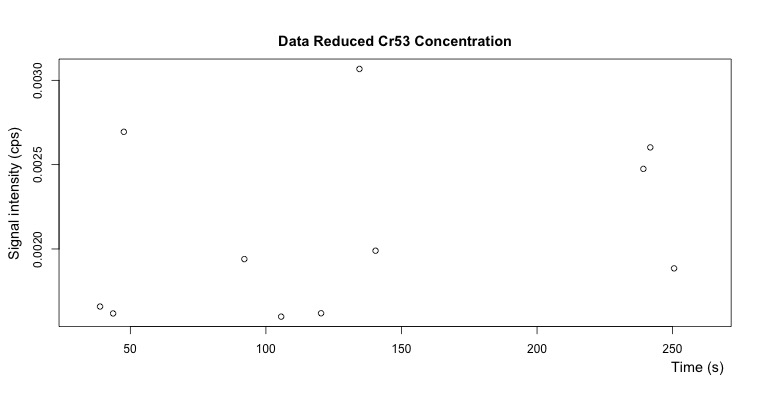 Data Reduced Cr53 Concentration
Signal intensity (cps)
0.0030
0.0025
0.0020
50 100 150 200 250
Time (s)